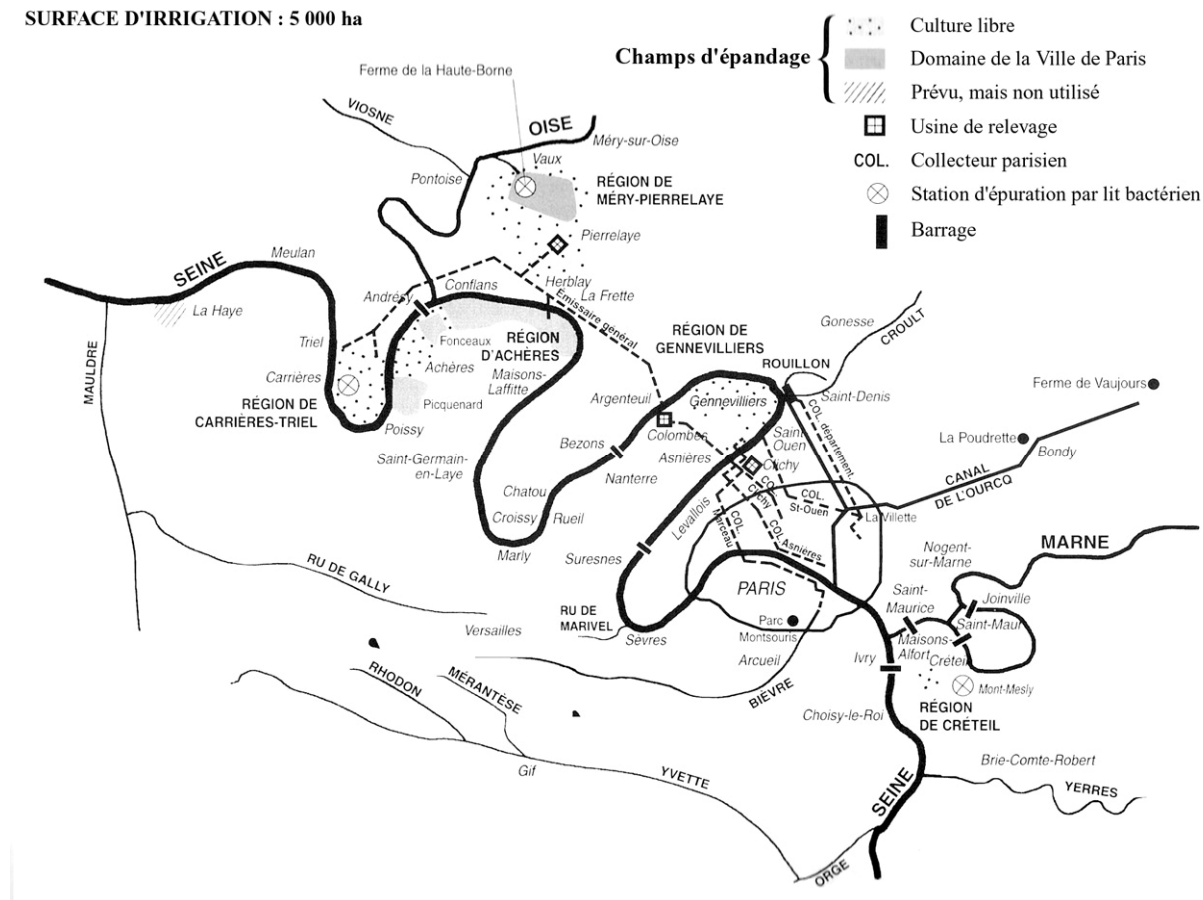 SURFACE D'IRRIGATION : 5 000 ha
Champs d'épandage
Culture libre
Domaine de la Ville de Paris
Prévu, mais non utilisé
Usine de relevage
COL. Collecteur parisien
Station d'épuration par lit bactérien
Barrage
Ferme de la Haute-Borne
VIOSNE
OISE
Méry-sur-Oise
Vaux
Pontoise
RÉGION DE
MÉRY-PIERRELAYE
Pierrelaye
Meulan
SEINE
La Haye
Andrésy
Conflans
Herblay
La Frette
Émissaire général
MAULDRE
Triel
Fonceaux
RÉGION
D'ACHÈRES
Achères
Carrières
RÉGION DE
CARRIÈRES-TRIEL
Picquenard
Poissy
Maisons-
Laffitte
Saint-Germain-
en-Laye
RÉGION DE
GENNEVILLIERS
Gonesse
CROULT
ROUILLON
Saint-Denis
Argenteuil
Gennevilliers
Ferme de Vaujours
Colombes
Saint-
Ouen
COL. département.
Bezons
Asnières
Clichy
La Poudrette
Bondy
Nanterre
CANAL
DE L'OURCQ
Chatou
Croissy
Rueil
Marly
Levallois
COL.
Marceau
COL.
Clichy
COL.
St-Ouen
COL.
Asnières
La Villette
Suresnes
Nogent-
sur-Marne
MARNE
RU DE GALLY
PARIS
Saint-
Maurice
Joinville
Saint-Maur
RU DE
MARIVEL
Sèvres
Parc
Montsouris
Versailles
Maisons-
Alfort
Créteil
Arcueil
Ivry
Mont-Mesly
RHODON
MÉRANTÈSE
BIÈVRE
Choisy-le-Roi
RÉGION
DE CRÉTEIL
Gif
YVETTE
SEINE
Brie-Comte-Robert
YERRES
ORGE